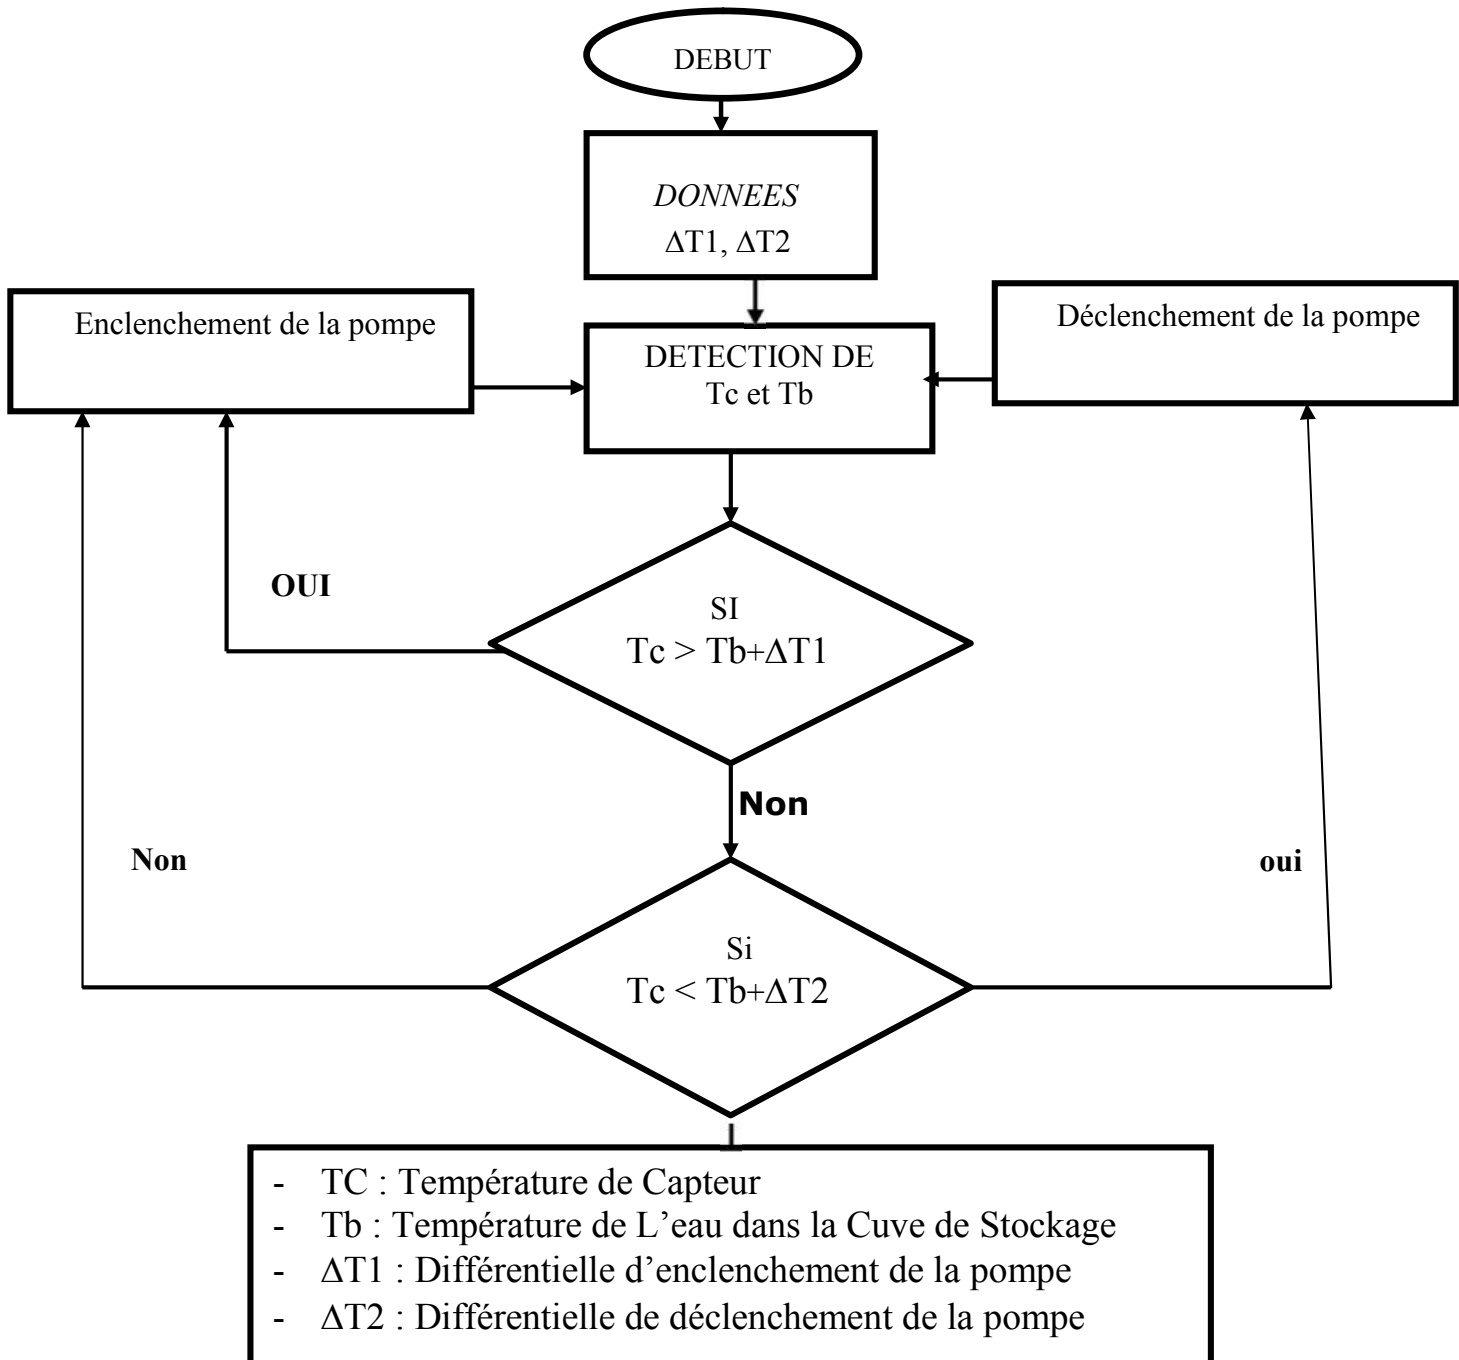 DEBUT
DONNEES
ΔT1, ΔT2
Enclenchement de la pompe
Déclenchement de la pompe
DETECTION DE
Tc et Tb
OUI
SI
Tc > Tb+ΔT1
Non
Non
oui
Si
Tc < Tb+ΔT2
- TC : Température de Capteur
- Tb : Température de L’eau dans la Cuve de Stockage
- ΔT1 : Différentielle d’enclenchement de la pompe
- ΔT2 : Différentielle de déclenchement de la pompe